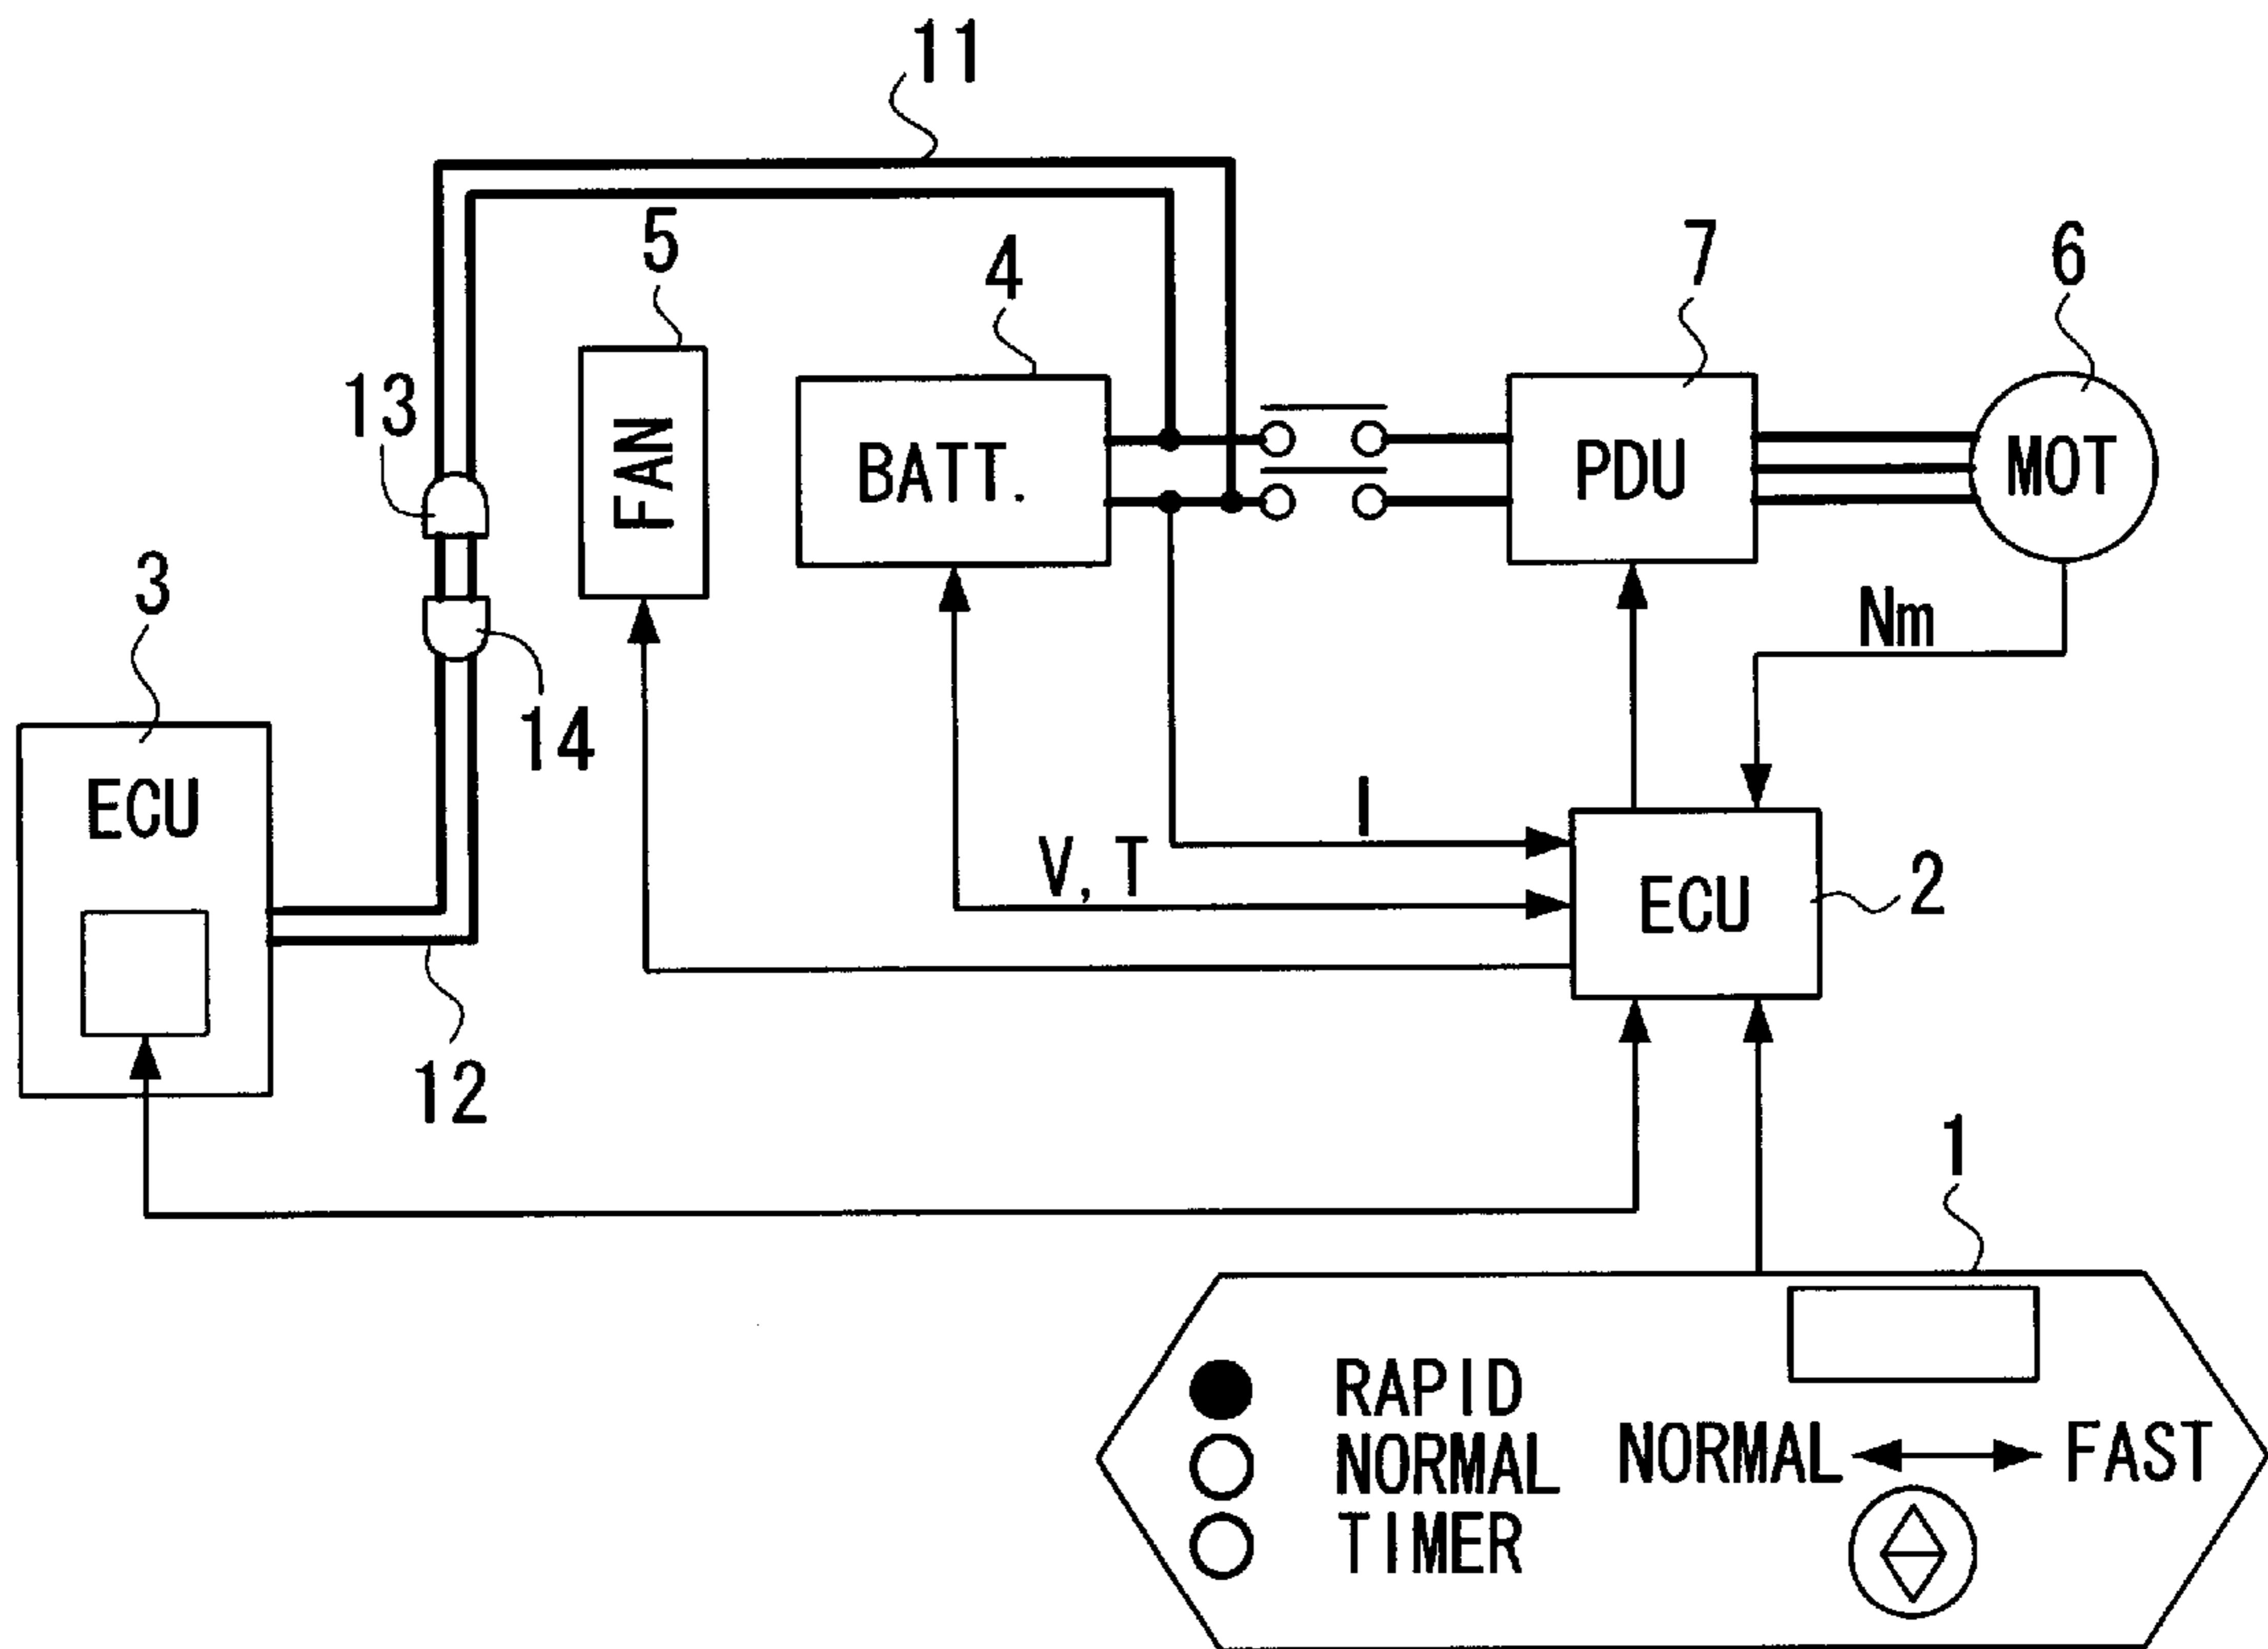 11
5
4
7
6
13
FAN
BATT.
PDU
MOT
3
14
Nm
ECU
I
V, T
ECU
2
12
1
RAPID
NORMAL
TIMER
NORMAL FAST